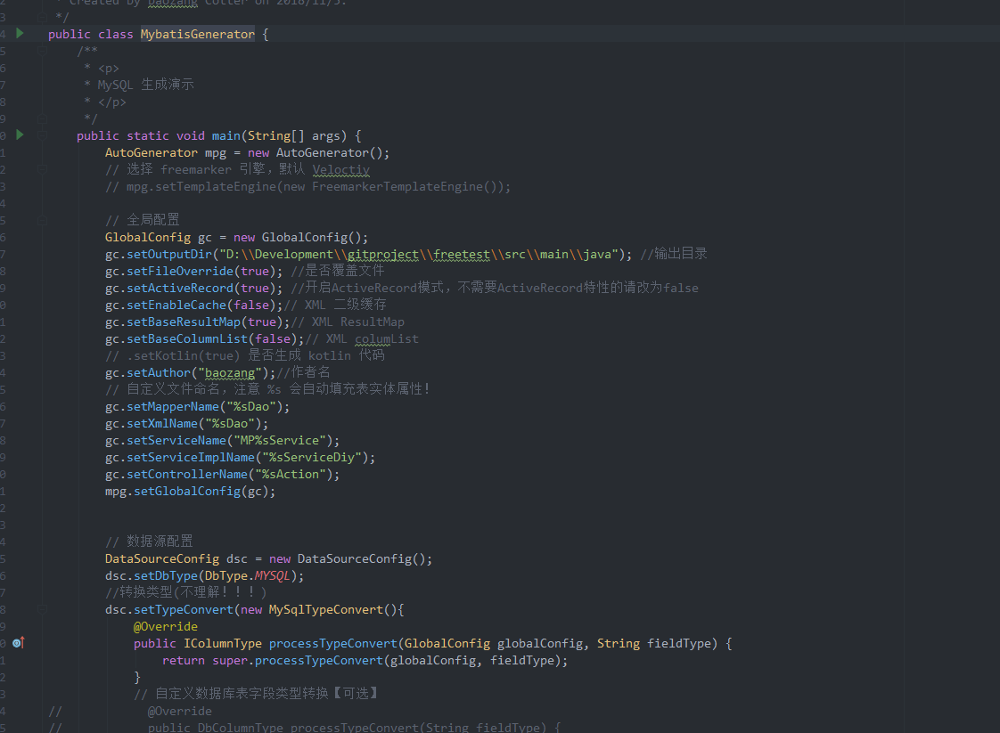 * Created by baozang Cotter on 2018/11/5.
*/
public class MybatisGenerator {
/**
* <p>
* MySQL 生成演示
* </p>
*/
public static void main(String[] args) {
AutoGenerator mpg = new AutoGenerator();
// 选择 freemarker 引擎，默认 Veloctiy
// mpg.setTemplateEngine(new FreemarkerTemplateEngine());
// 全局配置
GlobalConfig gc = new GlobalConfig();
gc.setOutputDir("D:\\Development\\gitproject\\freetest\\src\\main\\java"); //输出目录
gc.setFileOverride(true); //是否覆盖文件
gc.setActiveRecord(true); //开启ActiveRecord模式，不需要ActiveRecord特性的请改为false
gc.setEnableCache(false);// XML 二级缓存
gc.setBaseResultMap(true);// XML ResultMap
gc.setBaseColumnList(false);// XML columList
// .setKotlin(true) 是否生成 kotlin 代码
gc.setAuthor("baozang");//作者名
// 自定义文件命名，注意 %s 会自动填充表实体属性！
gc.setMapperName("%sDao");
gc.setXmlName("%sDao");
gc.setServiceName("MP%sService");
gc.setServiceImplName("%sServiceDiy");
gc.setControllerName("%sAction");
mpg.setGlobalConfig(gc);
// 数据源配置
DataSourceConfig dsc = new DataSourceConfig();
dsc.setDbType(DbType.MYSQL);
//转换类型(不理解！！！)
dsc.setTypeConvert(new MySqlTypeConvert(){
@Override
public IColumnType processTypeConvert(GlobalConfig globalConfig, String fieldType) {
return super.processTypeConvert(globalConfig, fieldType);
}
// 自定义数据库表字段类型转换【可选】
// @Override
// public DbColumnType processTypeConvert(String fieldType) {